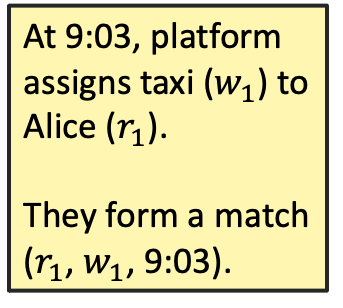 At 9:03, platform
assigns taxi (w₁) to
Alice (r₁).
They form a match
(r₁, w₁, 9:03).